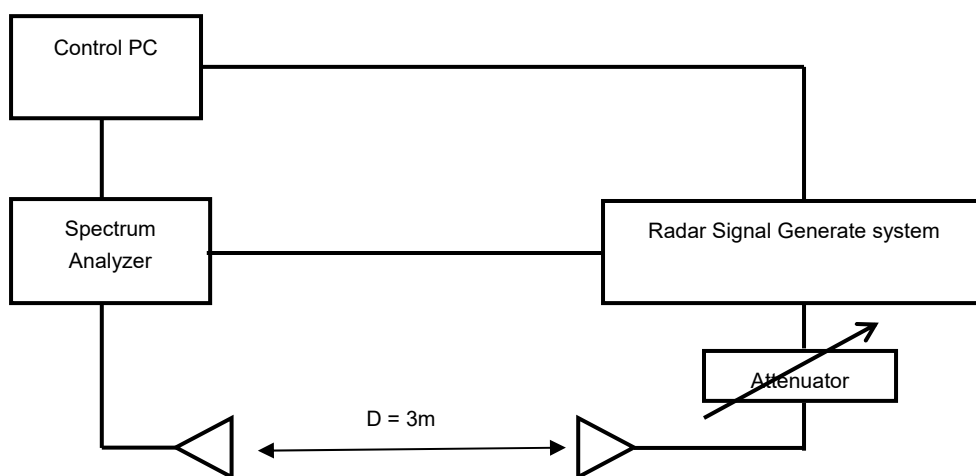 Control PC
Spectrum
Analyzer
Radar Signal Generate system
Attenuator
D = 3m